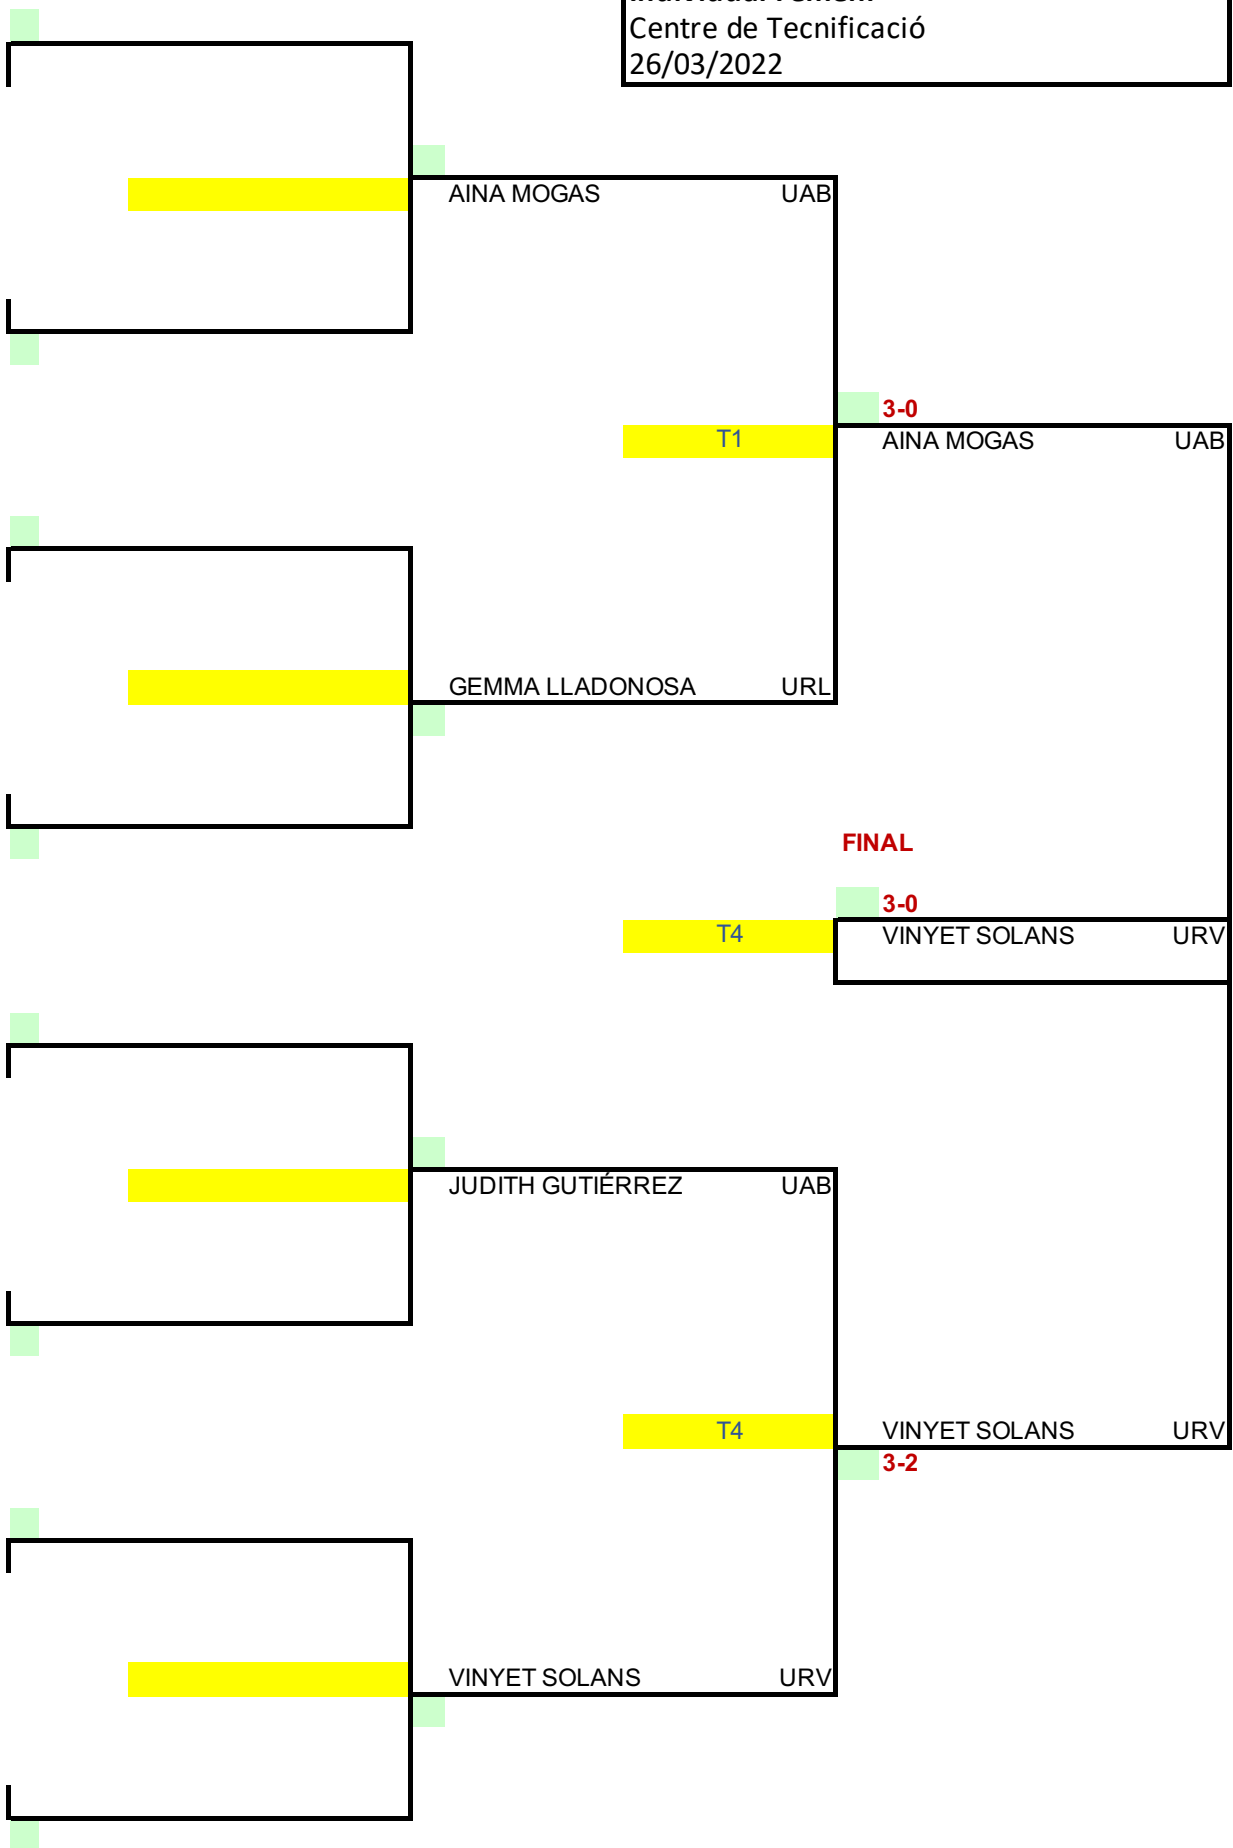 Centre de Tecnificació
26/03/2022
AINA MOGAS UAB
3-0
T1 AINA MOGAS UAB
GEMMA LLADONOSA URL
FINAL
3-0
T4 VINYET SOLANS URV
JUDITH GUTIÉRREZ UAB
T4 VINYET SOLANS URV
3-2
VINYET SOLANS URV